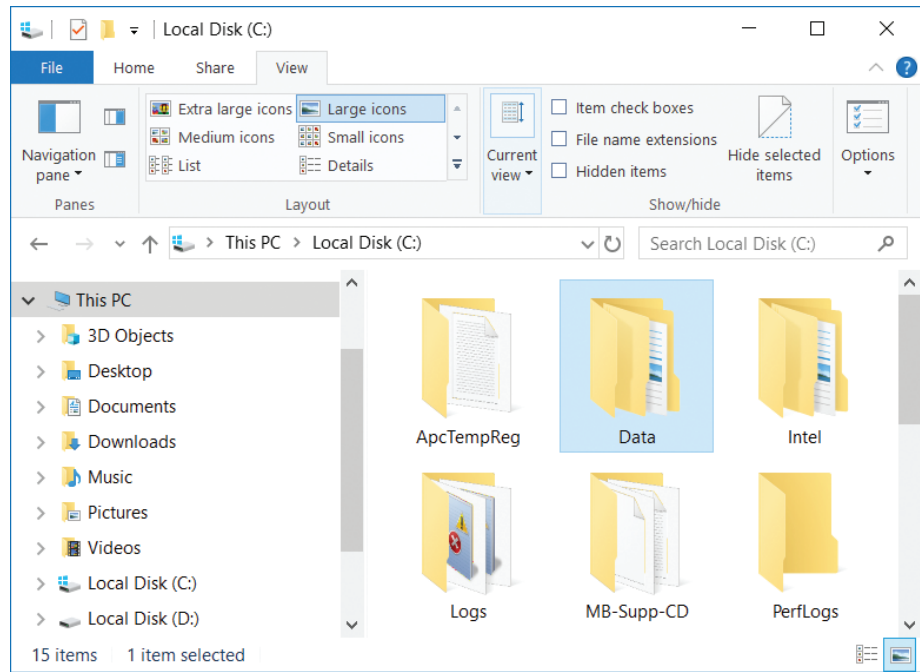 Local Disk (C:)
File Home Share View
Navigation pane
Extra large icons Large icons
Medium icons Small icons
List Details
Current view
Item check boxes
File name extensions
Hidden items
Hide selected items
Options
Panes Layout Show/hide
This PC Local Disk (C:)
Search Local Disk (C:)
This PC
3D Objects
Desktop
Documents
Downloads
Music
Pictures
Videos
Local Disk (C:)
Local Disk (D:)
ApcTempReg Data Intel
Logs MB-Supp-CD PerfLogs
15 items 1 item selected